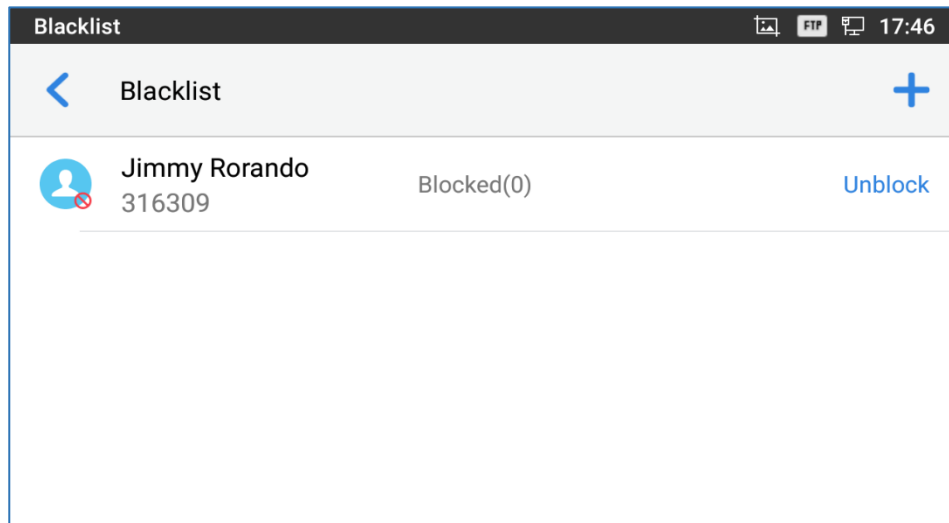 Blacklist FTP 17:46
Blacklist
Jimmy Rorando
316309
Blocked(0)
Unblock